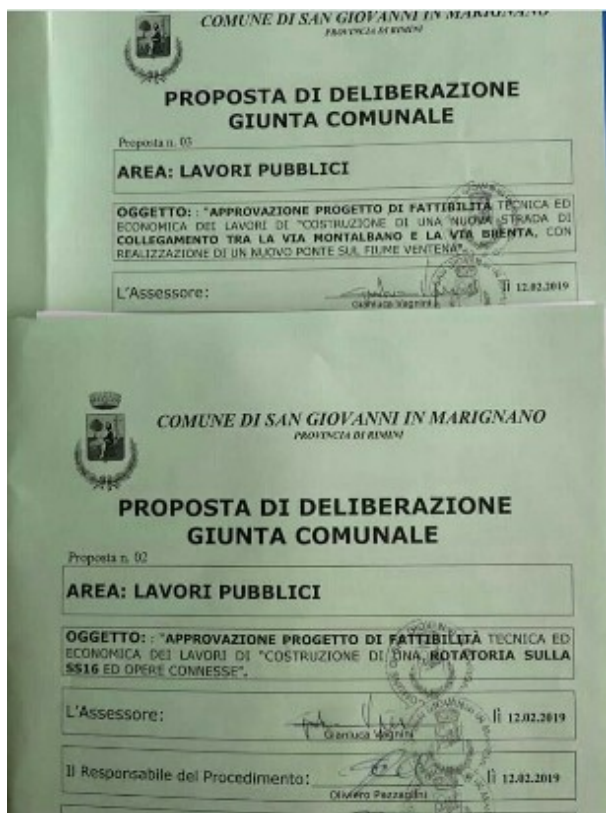 COMUNE DI SAN GIOVANNI IN MARIGNANO
PROVINCIA DI RIMINI
PROPOSTA DI DELIBERAZIONE
GIUNTA COMUNALE
Proposta n. 03
AREA: LAVORI PUBBLICI
OGGETTO: : "APPROVAZIONE PROGETTO DI FATTIBILITÀ TECNICA ED
ECONOMICA DEI LAVORI DI "COSTRUZIONE DI UNA NUOVA STRADA DI
COLLEGAMENTO TRA LA VIA MONTALBANO E LA VIA BRENTA, CON
REALIZZAZIONE DI UN NUOVO PONTE SUL FIUME VENTENA".
L'Assessore:
lì 12.02.2019
Gianluca Vagnini
COMUNE DI SAN GIOVANNI IN MARIGNANO
PROVINCIA DI RIMINI
PROPOSTA DI DELIBERAZIONE
GIUNTA COMUNALE
Proposta n. 02
AREA: LAVORI PUBBLICI
OGGETTO: : "APPROVAZIONE PROGETTO DI FATTIBILITÀ TECNICA ED
ECONOMICA DEI LAVORI DI "COSTRUZIONE DI UNA ROTATORIA SULLA
SS16 ED OPERE CONNESSE".
L'Assessore:
lì 12.02.2019
Gianluca Vagnini
Il Responsabile del Procedimento:
lì 12.02.2019
Oliviero Pazzaglini